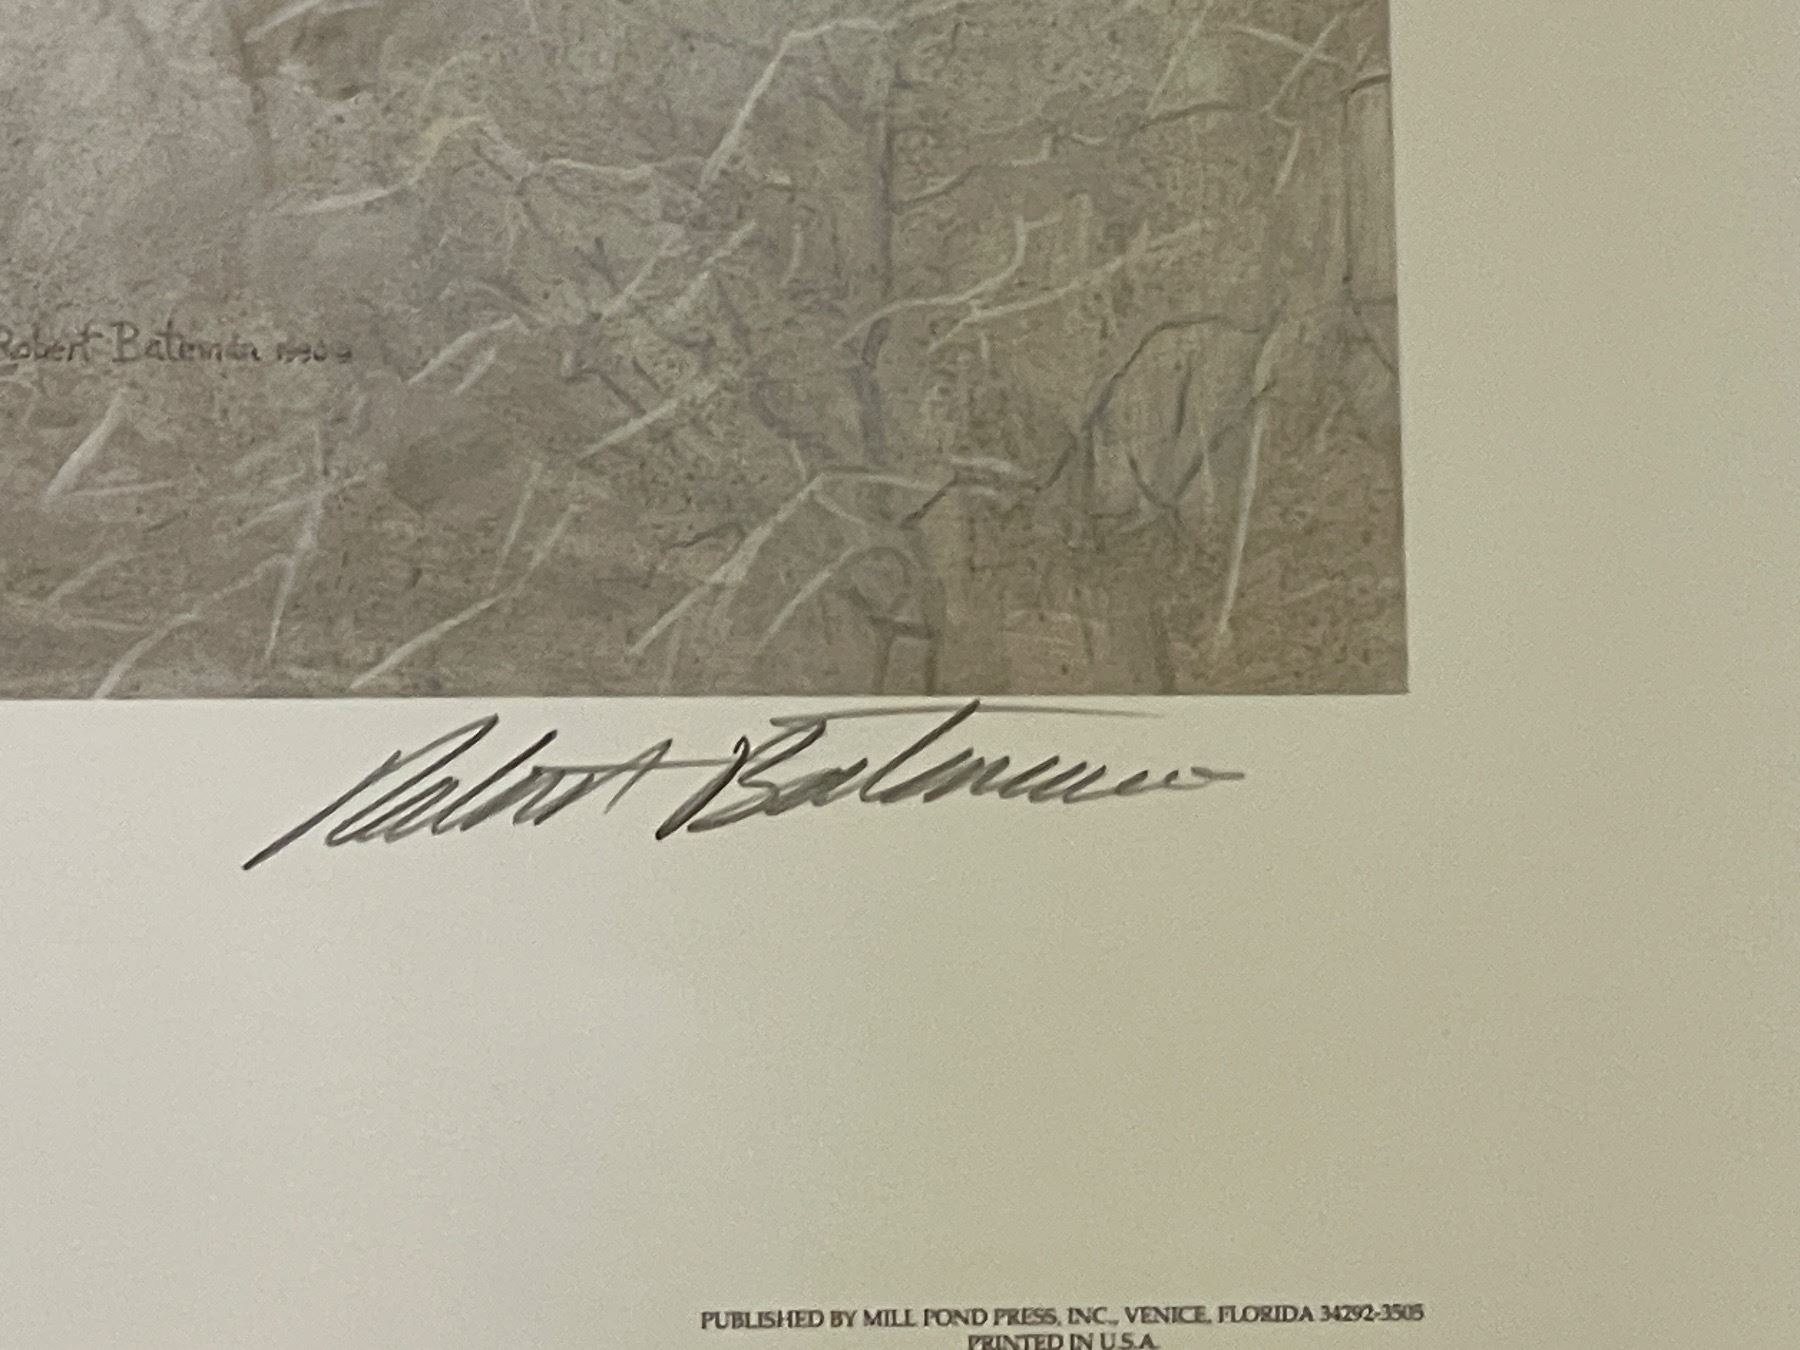 Robert Bateman 1989
Robert Bateman
PUBLISHED BY MILL POND PRESS, INC., VENICE, FLORIDA 34292-3505
PRINTED IN U.S.A.